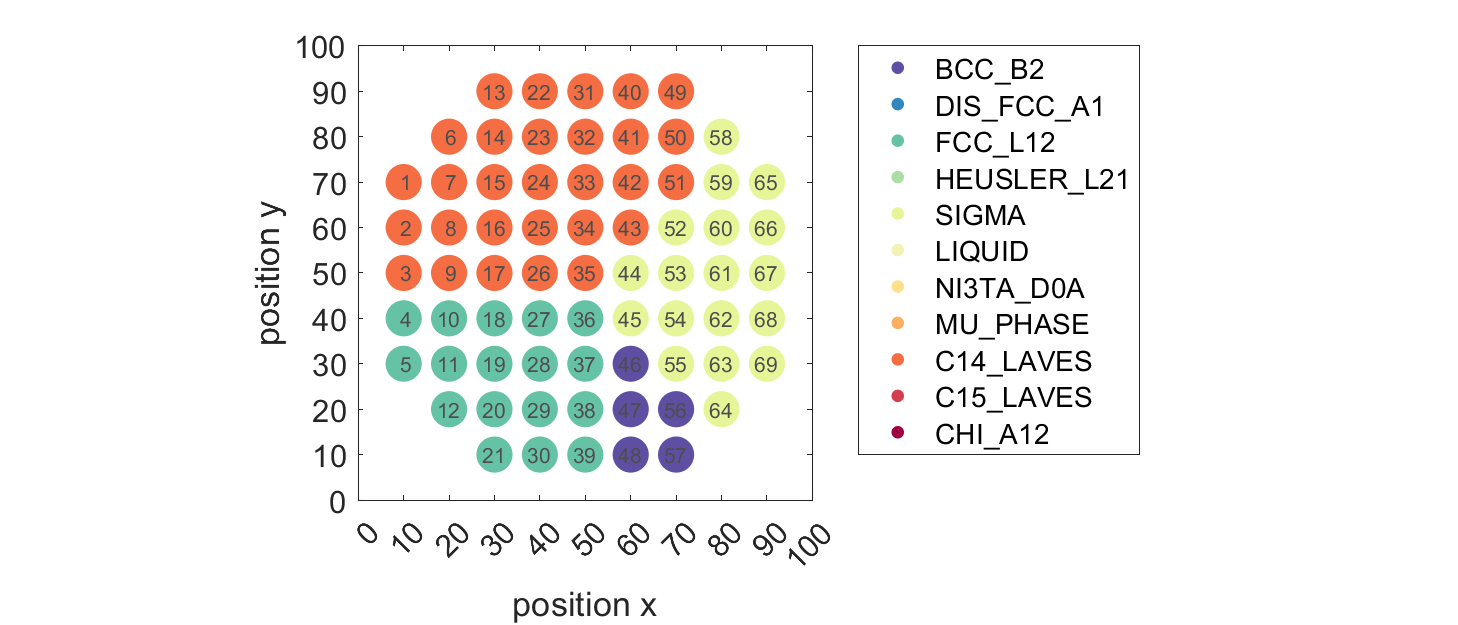 100
90
80
70
60
50
40
30
20
10
0
position y
13 22 31 40 49
6 14 23 32 41 50 58
1 7 15 24 33 42 51 59 65
2 8 16 25 34 43 52 60 66
3 9 17 26 35 44 53 61 67
4 10 18 27 36 45 54 62 68
5 11 19 28 37 46 55 63 69
12 20 29 38 47 56 64
21 30 39 48 57
0 10 20 30 40 50 60 70 80 90 100
position x
BCC_B2
DIS_FCC_A1
FCC_L12
HEUSLER_L21
SIGMA
LIQUID
NI3TA_D0A
MU_PHASE
C14_LAVES
C15_LAVES
CHI_A12